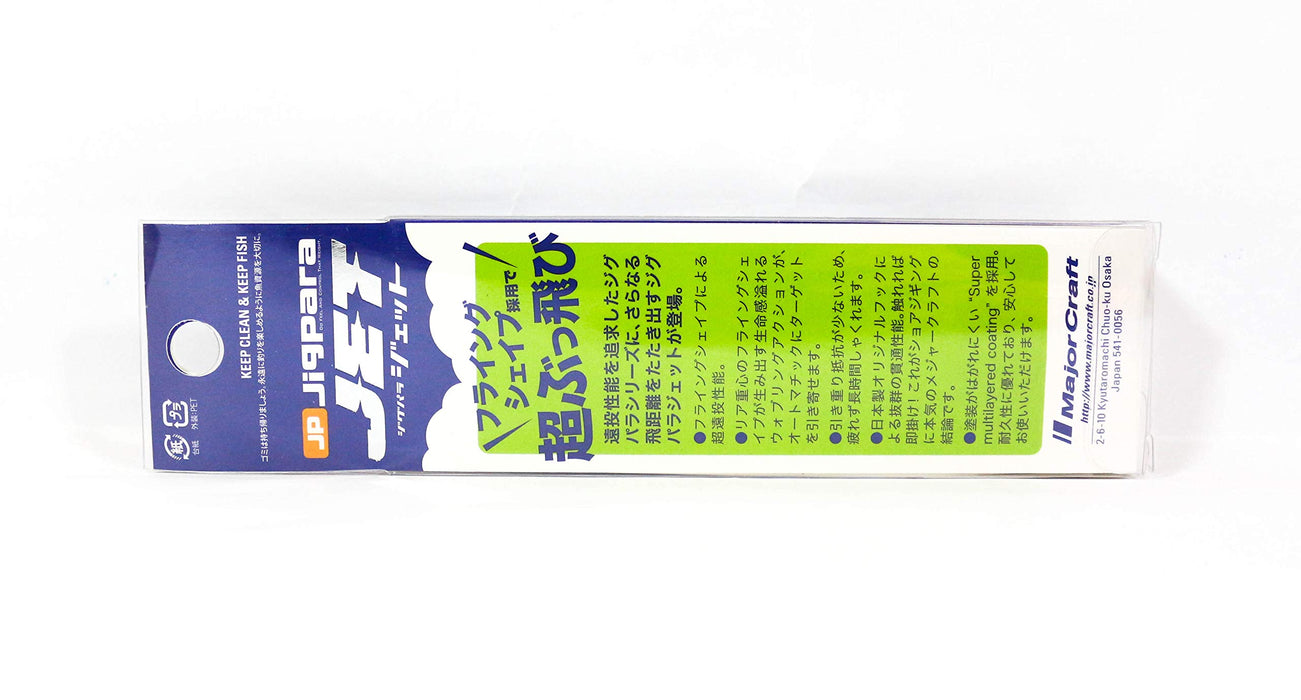 KEEP CLEAN & KEEP FISH
ゴミは持ち帰りましょう。永遠に釣りを楽しめるように魚資源を大切に。
紙
台紙
プラ
外装・PET
JP Jigpara
JET
ジグパラジェット
フライング
シェイプ採用で
超ぶっ飛び
遠投性能を追求したジグ
パラシリーズに、さらなる
飛距離をたたき出すジグ
パラジェットが登場。
●フライングシェイプによる
超遠投性能。
●リア重心のフライングシェ
イプが生み出す生命感溢れる
ウォブリングアクションが、
オートマチックにターゲット
を引き寄せます。
●引き重り抵抗が少ないため、
疲れず長時間しゃくれます。
●日本製オリジナルフックに
よる抜群の貫通性能。触れれば
即掛け！これがショアジギング
に本気のメジャークラフトの
結論です。
●塗装がはがれにくい“Super
multilayered coating”を採用。
耐久性に優れており、安心して
お使いいただけます。
Major Craft
http://www.majorcraft.co.jp
2-6-10 Kyutaromachi Chuo-ku Osaka
Japan 541-0056